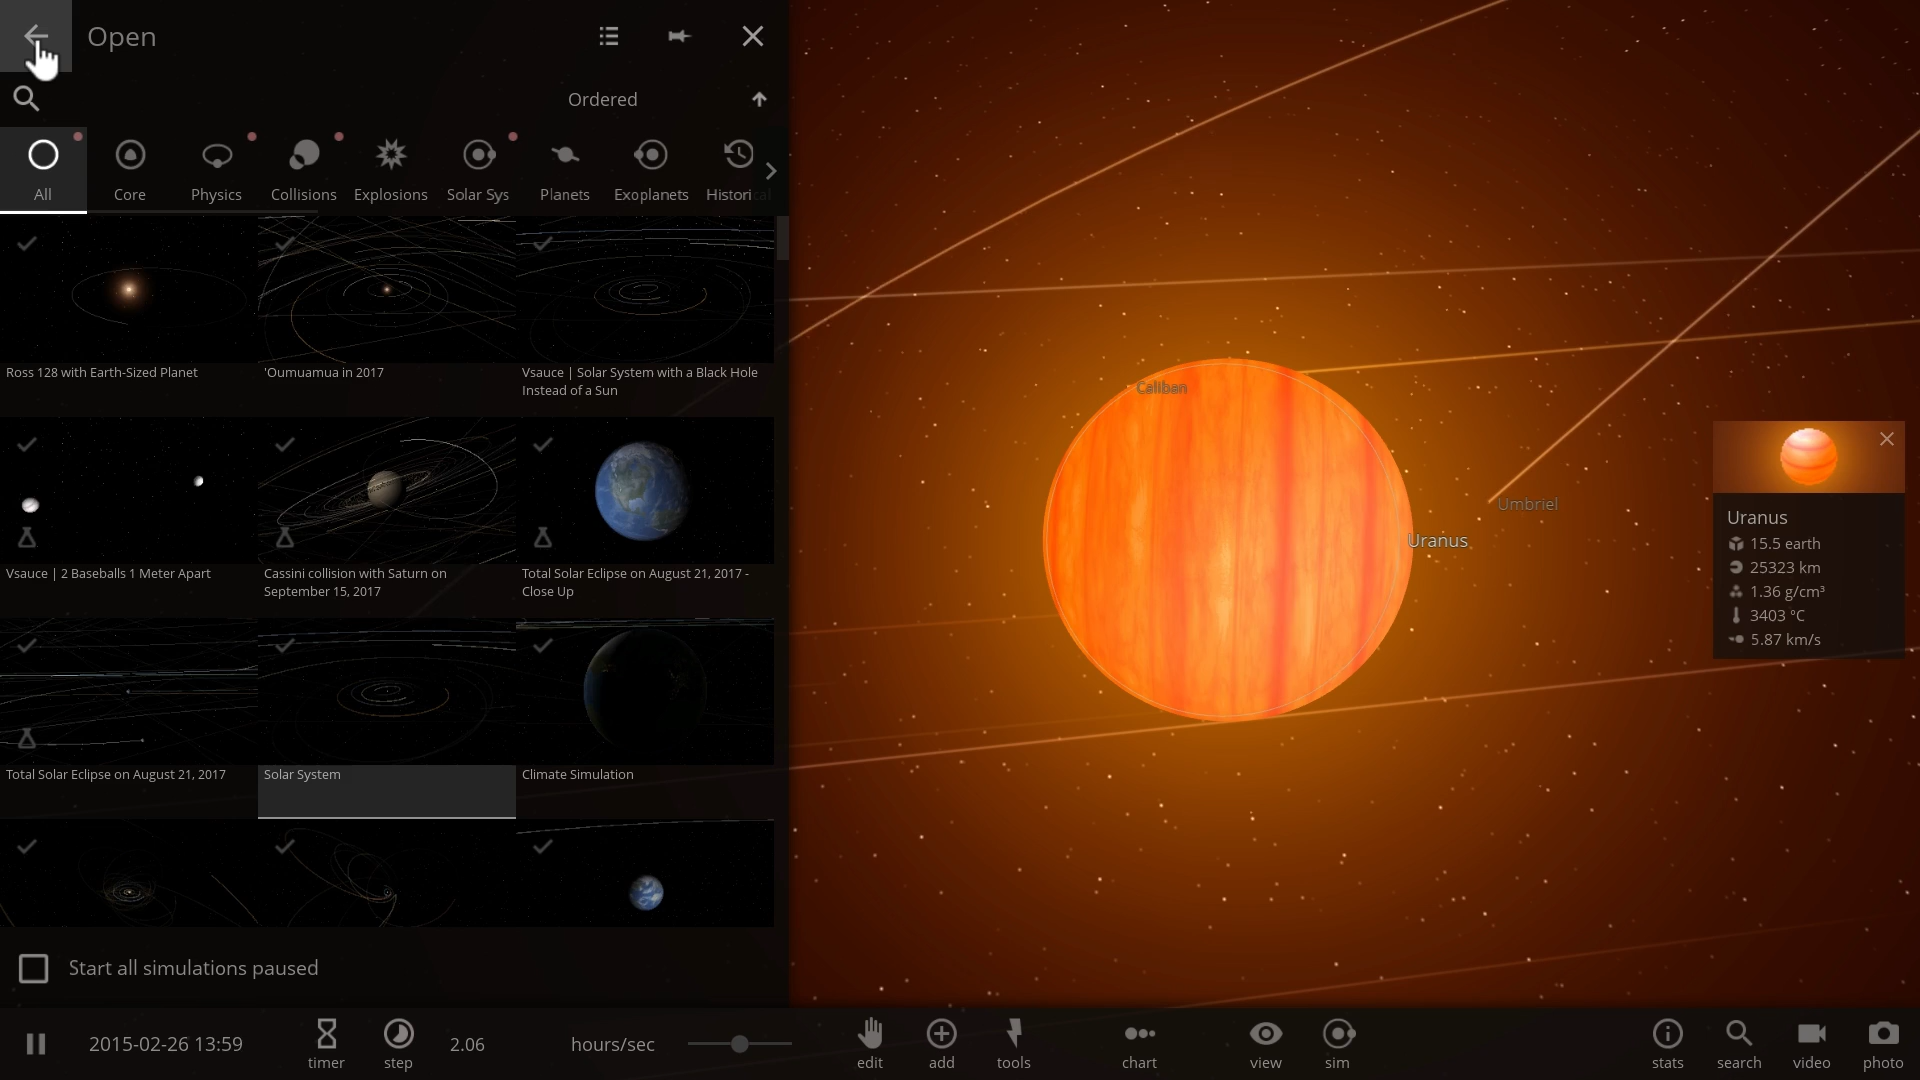 Open
Ordered
All
Core
Physics
Collisions
Explosions
Solar Sys
Planets
Exoplanets
Historical
Ross 128 with Earth-Sized Planet
'Oumuamua in 2017
Vsauce | Solar System with a Black Hole
Instead of a Sun
Vsauce | 2 Baseballs 1 Meter Apart
Cassini collision with Saturn on
September 15, 2017
Total Solar Eclipse on August 21, 2017 -
Close Up
Total Solar Eclipse on August 21, 2017
Solar System
Climate Simulation
Start all simulations paused
Caliban
Umbriel
Uranus
Uranus
15.5 earth
25323 km
1.36 g/cm³
3403 °C
5.87 km/s
2015-02-26 13:59
timer
step
2.06
hours/sec
edit
add
tools
chart
view
sim
stats
search
video
photo